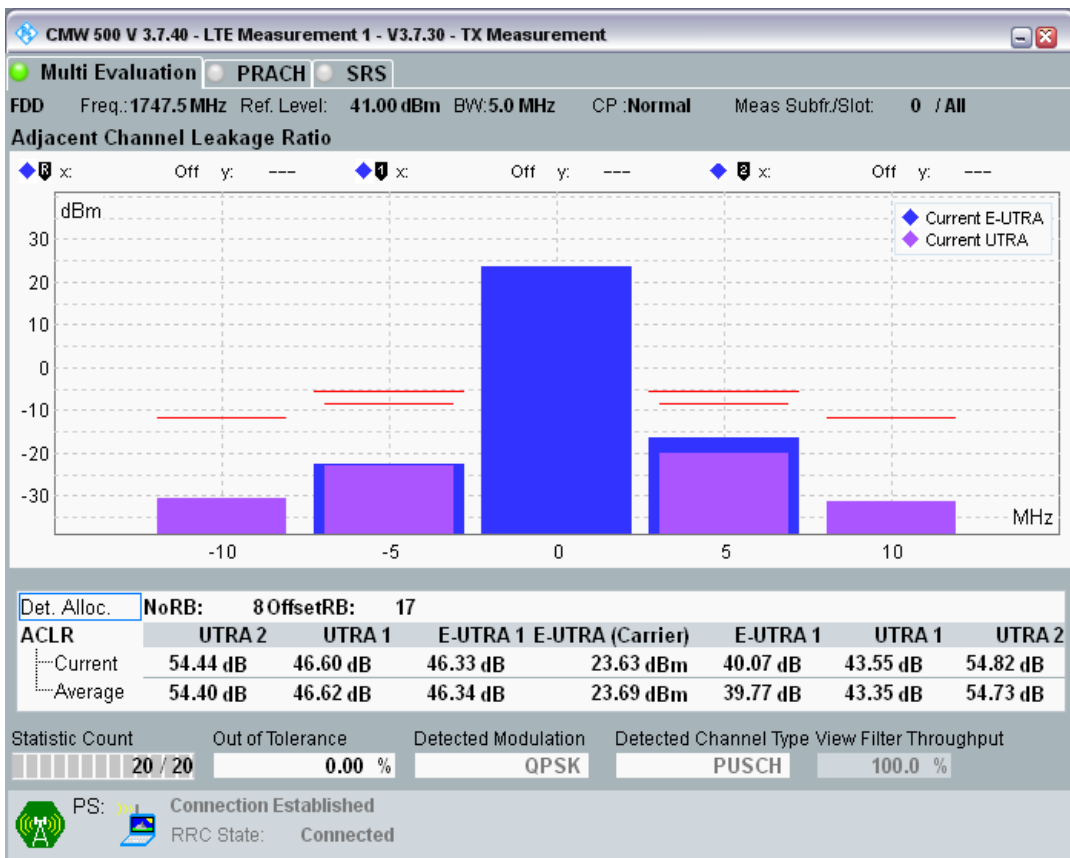 CMW 500 V 3.7.40 - LTE Measurement 1 - V3.7.30 - TX Measurement
Multi Evaluation PRACH SRS
FDD Freq.:1747.5 MHz Ref. Level: 41.00 dBm BW:5.0 MHz CP :Normal Meas Subfr./Slot: 0 / All
Adjacent Channel Leakage Ratio
R x: Off y: --- 1 x: Off y: --- 2 x: Off y: ---
dBm
Current E-UTRA
Current UTRA
30
20
10
0
-10
-20
-30
MHz
-10 -5 0 5 10
Det. Alloc. NoRB: 8 OffsetRB: 17
ACLR UTRA 2 UTRA 1 E-UTRA 1 E-UTRA (Carrier) E-UTRA 1 UTRA 1 UTRA 2
Current 54.44 dB 46.60 dB 46.33 dB 23.63 dBm 40.07 dB 43.55 dB 54.82 dB
Average 54.40 dB 46.62 dB 46.34 dB 23.69 dBm 39.77 dB 43.35 dB 54.73 dB
Statistic Count Out of Tolerance Detected Modulation Detected Channel Type View Filter Throughput
20 / 20 0.00 % QPSK PUSCH 100.0 %
PS: Connection Established
RRC State: Connected